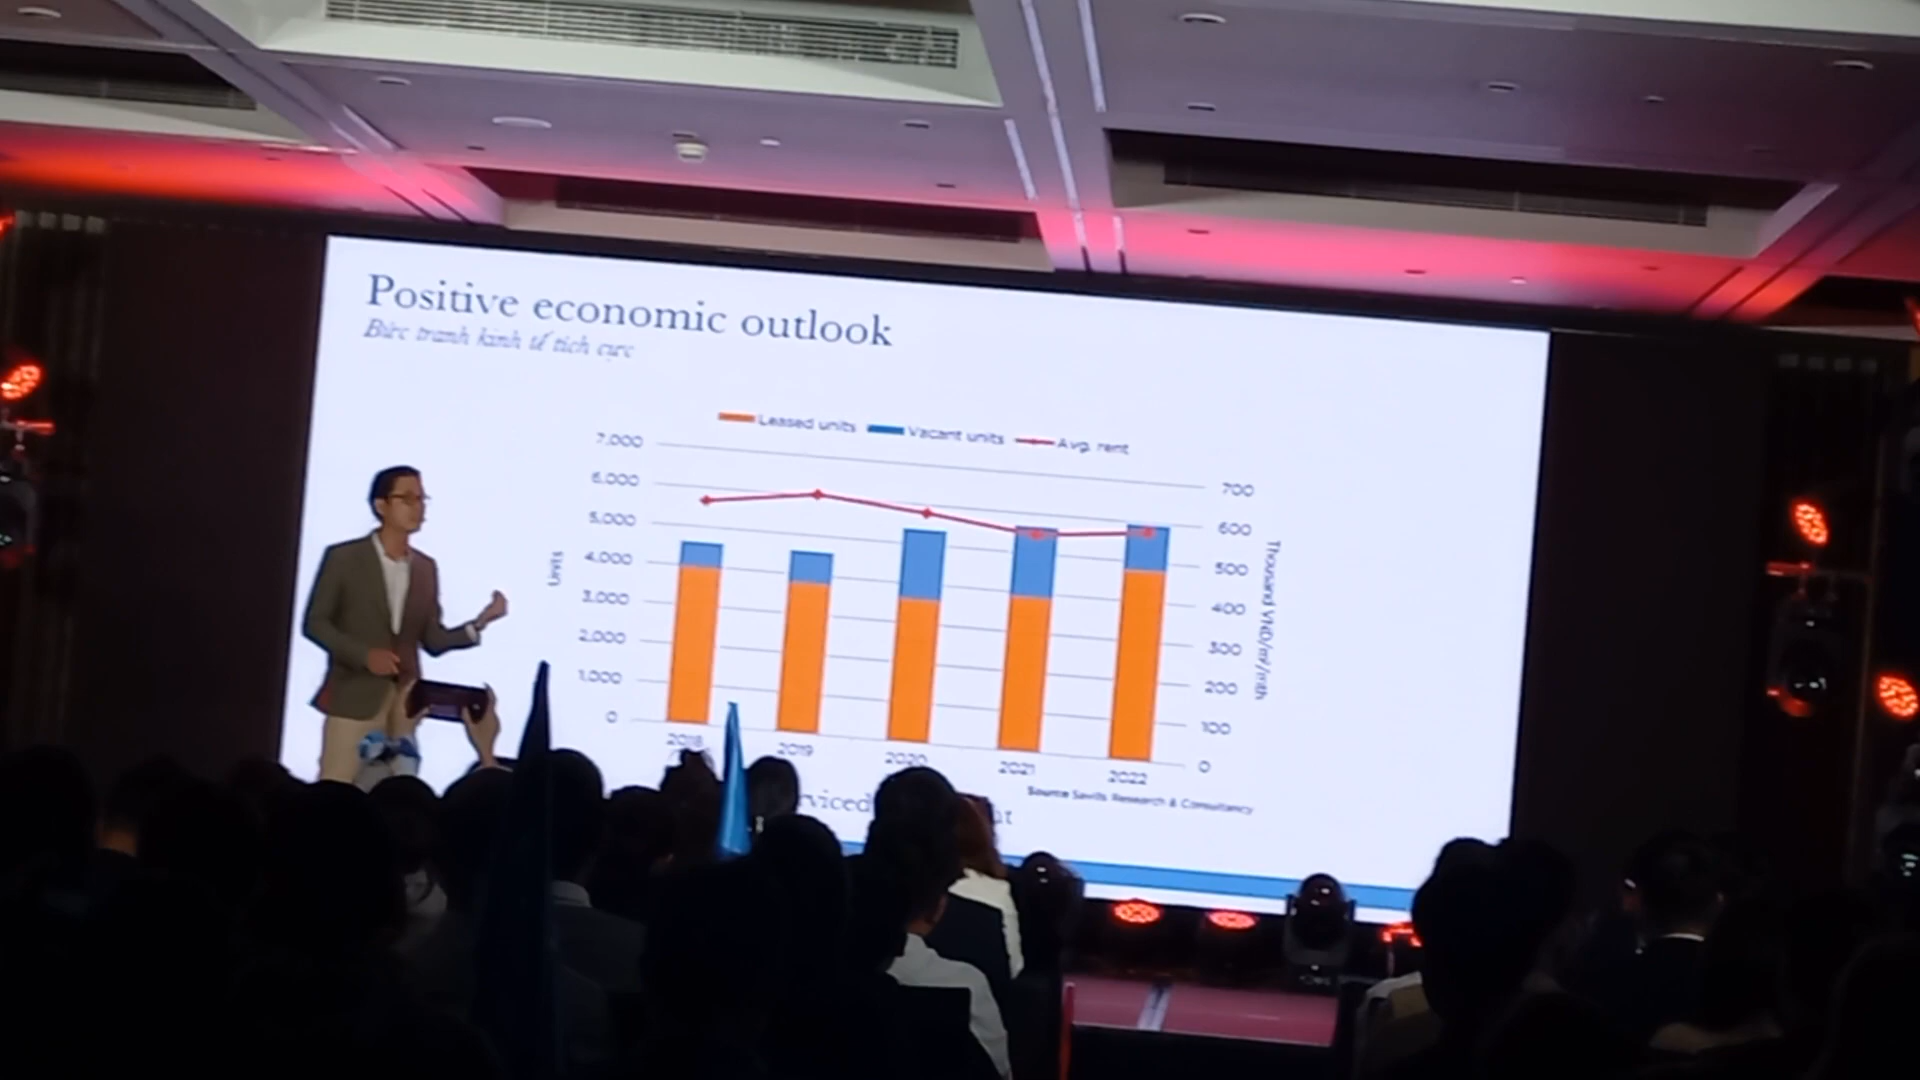 Positive economic outlook
Bức tranh kinh tế tích cực
Leased units Vacant units Avg. rent
7,000
6,000
5,000
4,000
3,000
2,000
1,000
0
Units
700
600
500
400
300
200
100
0
Thousand VND/m²/mth
2018 2019 2020 2021 2022
Source Savills Research & Consultancy